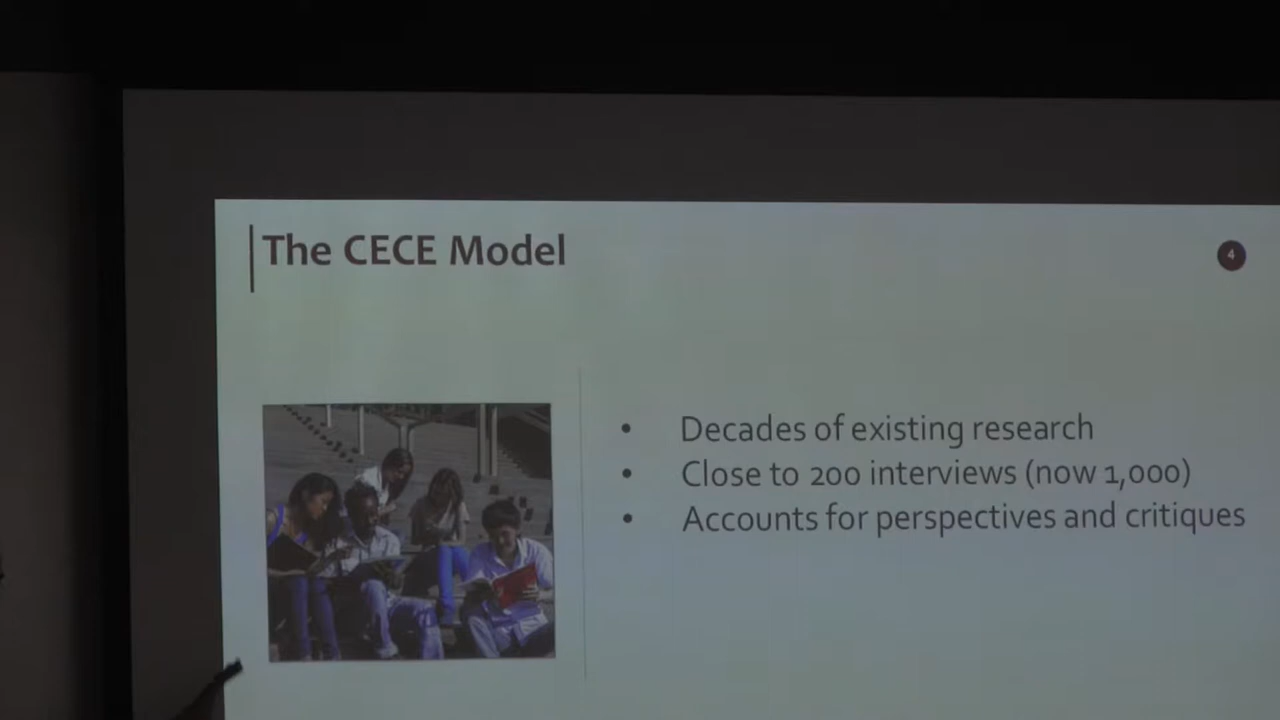 The CECE Model
4
• Decades of existing research
• Close to 200 interviews (now 1,000)
• Accounts for perspectives and critiques